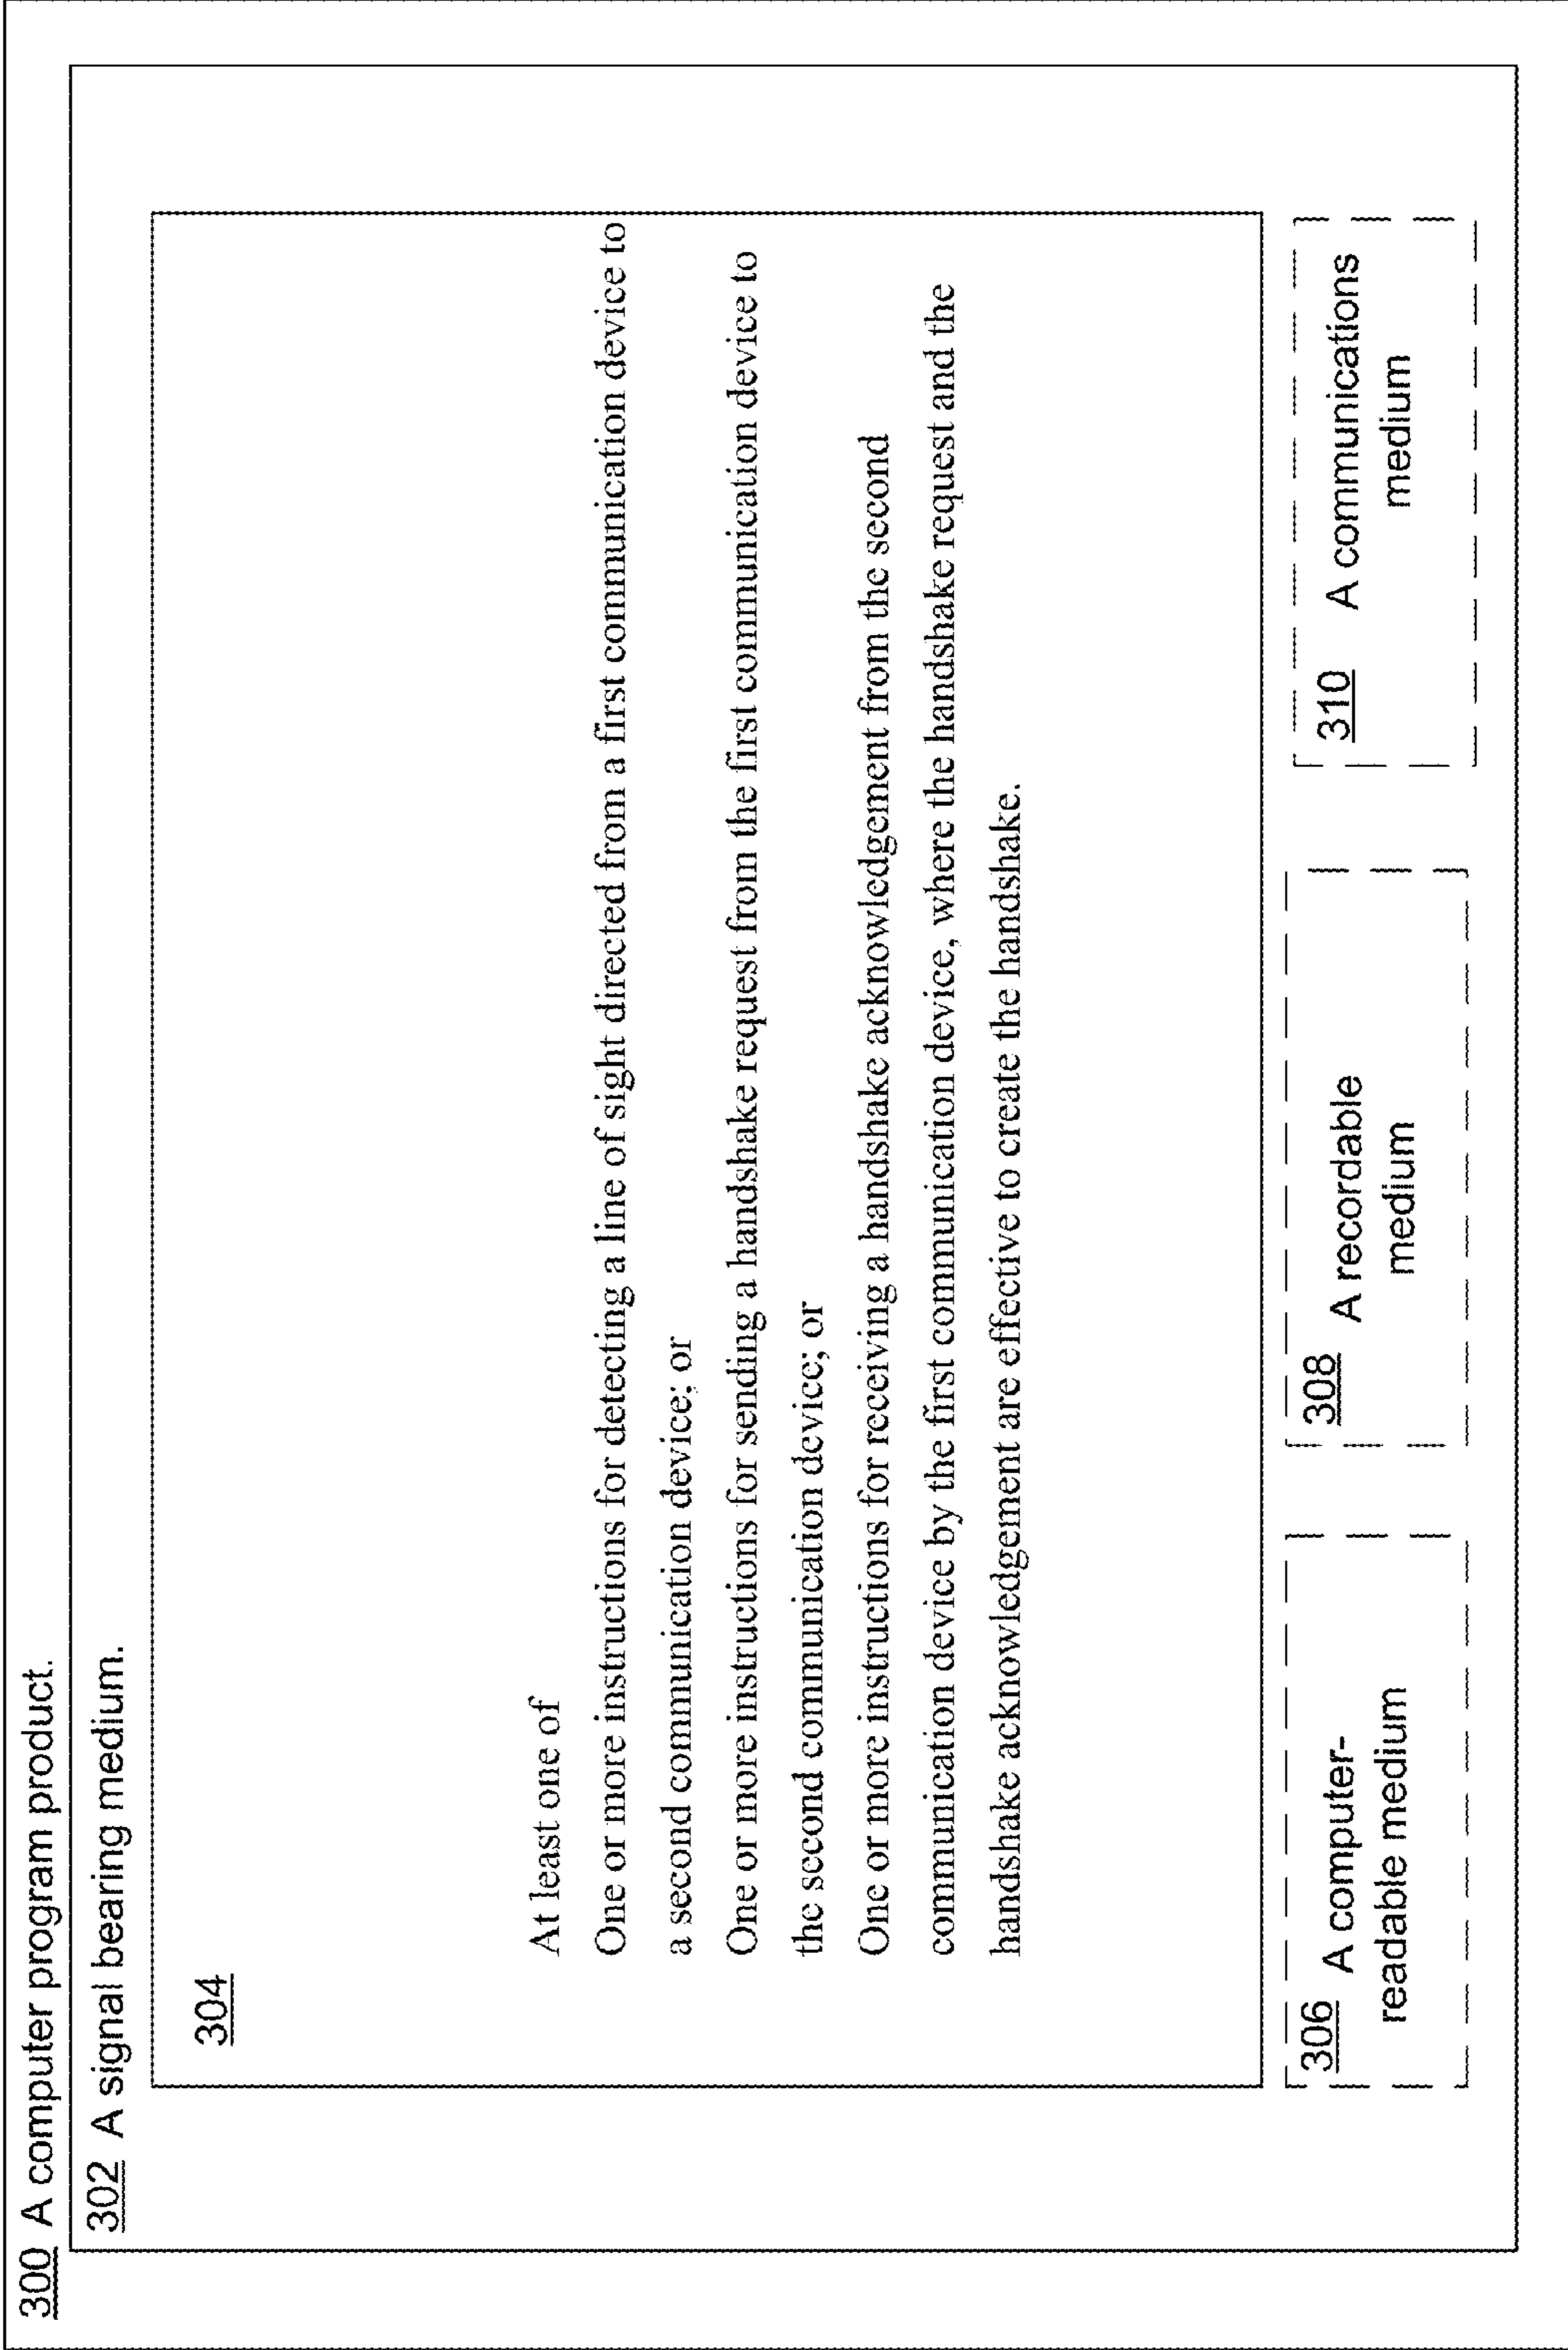 300 A computer program product.
302 A signal bearing medium.
304
At least one of
One or more instructions for detecting a line of sight directed from a first communication device to
a second communication device; or
One or more instructions for sending a handshake request from the first communication device to
the second communication device; or
One or more instructions for receiving a handshake acknowledgement from the second
communication device by the first communication device, where the handshake request and the
handshake acknowledgement are effective to create the handshake.
306 A computer-
readable medium
308 A recordable
medium
310 A communications
medium